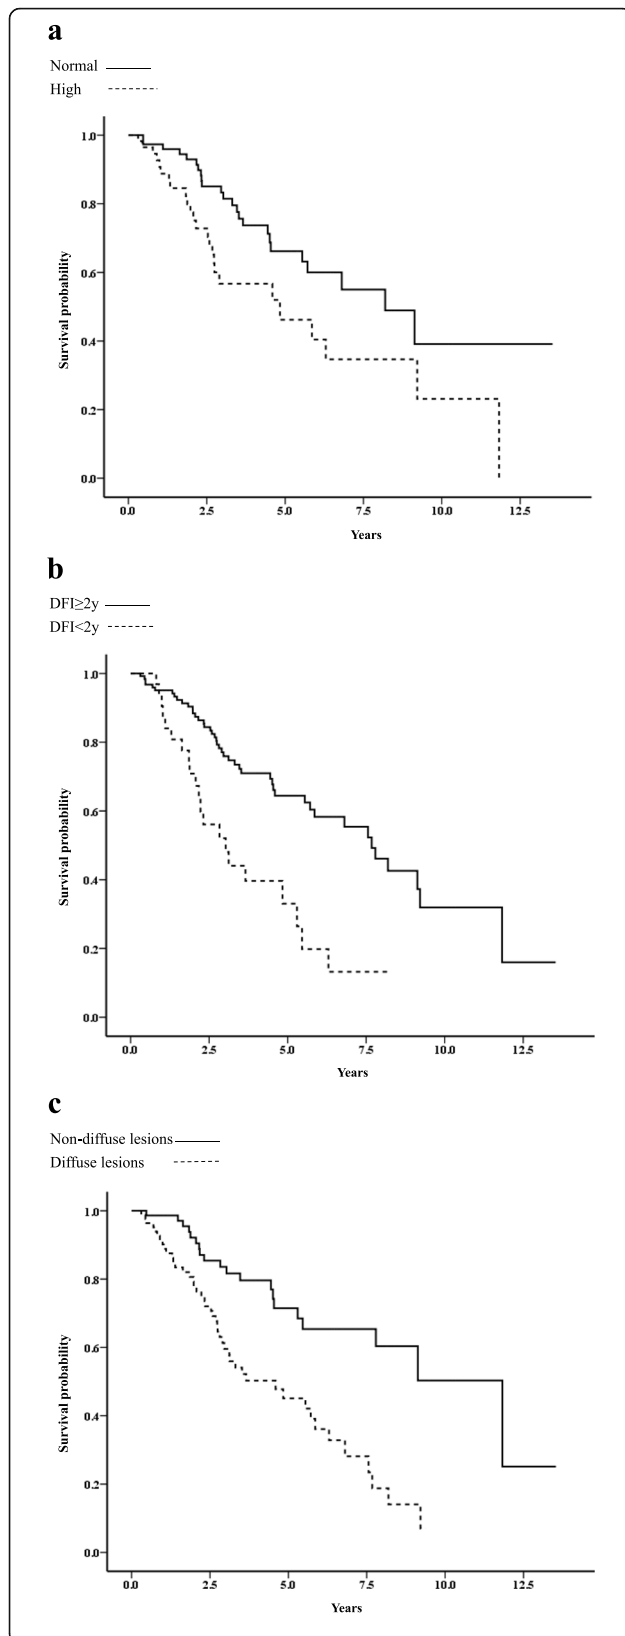 a
Normal
High
1.0
0.8
0.6
0.4
0.2
0.0
Survival probability
0.0 2.5 5.0 7.5 10.0 12.5
Years
b
DFI≥2y
DFI<2y
1.0
0.8
0.6
0.4
0.2
0.0
Survival probability
0.0 2.5 5.0 7.5 10.0 12.5
Years
c
Non-diffuse lesions
Diffuse lesions
1.0
0.8
0.6
0.4
0.2
0.0
Survival probability
0.0 2.5 5.0 7.5 10.0 12.5
Years